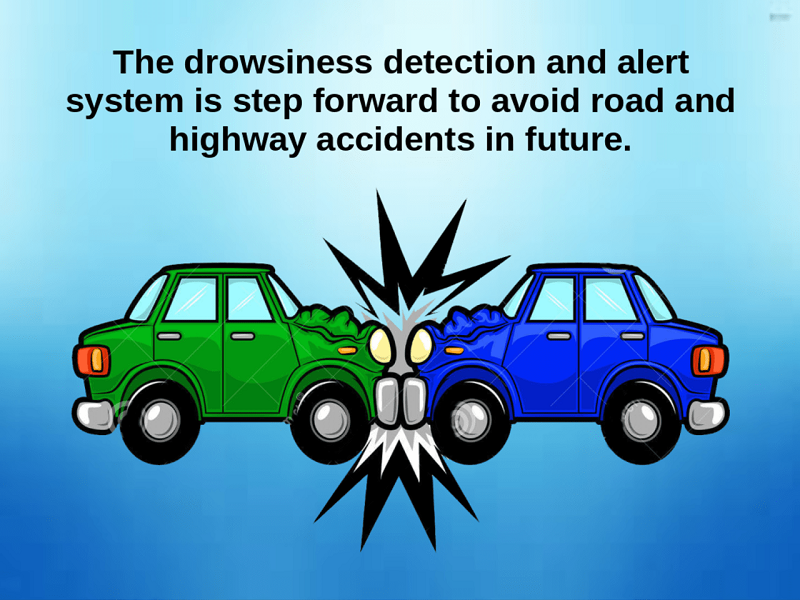 The drowsiness detection and alert
system is step forward to avoid road and
highway accidents in future.